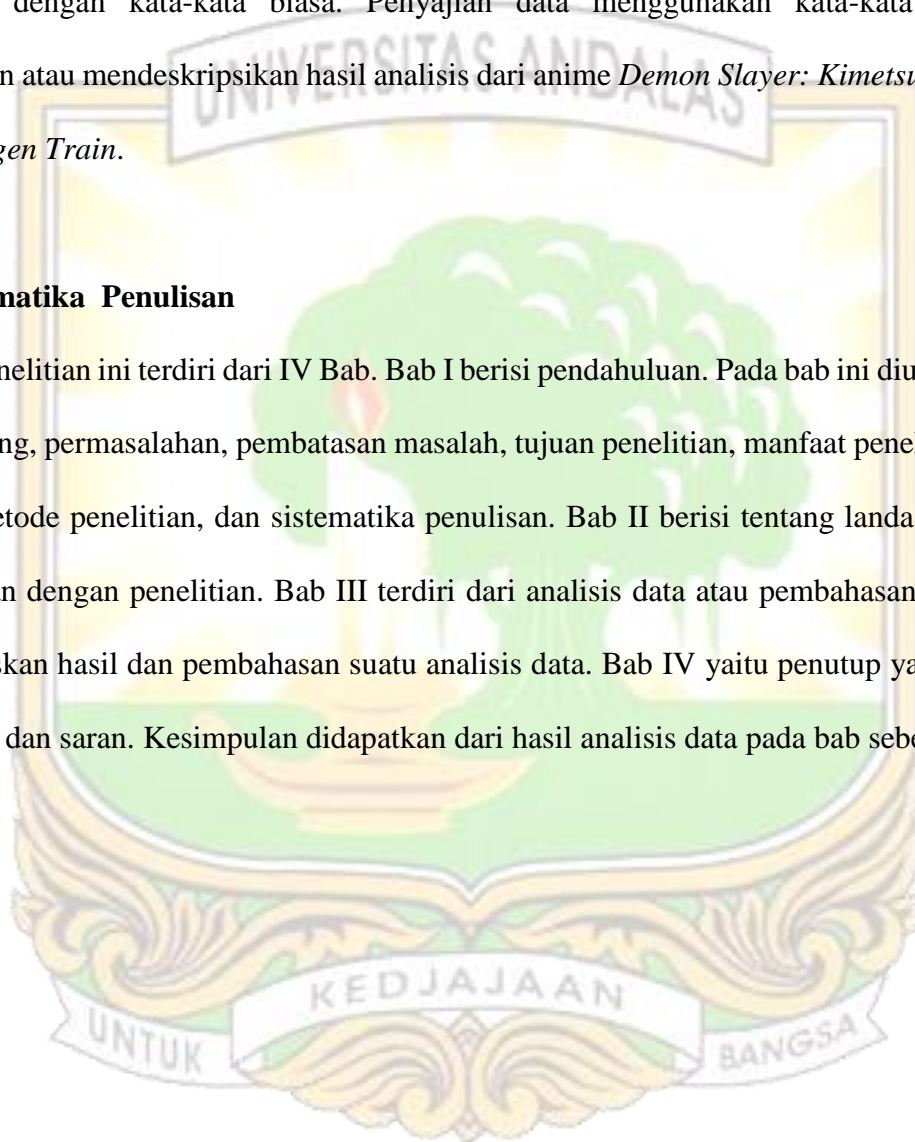 dengan kata-kata biasa. Penyajian data menggunakan kata-kata
n atau mendeskripsikan hasil analisis dari anime Demon Slayer: Kimetsu
gen Train.
UNIVERSITAS ANDALAS
matika Penulisan
nelitian ini terdiri dari IV Bab. Bab I berisi pendahuluan. Pada bab ini diu
ng, permasalahan, pembatasan masalah, tujuan penelitian, manfaat penel
etode penelitian, dan sistematika penulisan. Bab II berisi tentang landa
n dengan penelitian. Bab III terdiri dari analisis data atau pembahasan
skan hasil dan pembahasan suatu analisis data. Bab IV yaitu penutup ya
dan saran. Kesimpulan didapatkan dari hasil analisis data pada bab sebe
UNTUK KEDJAJAAN BANGSA